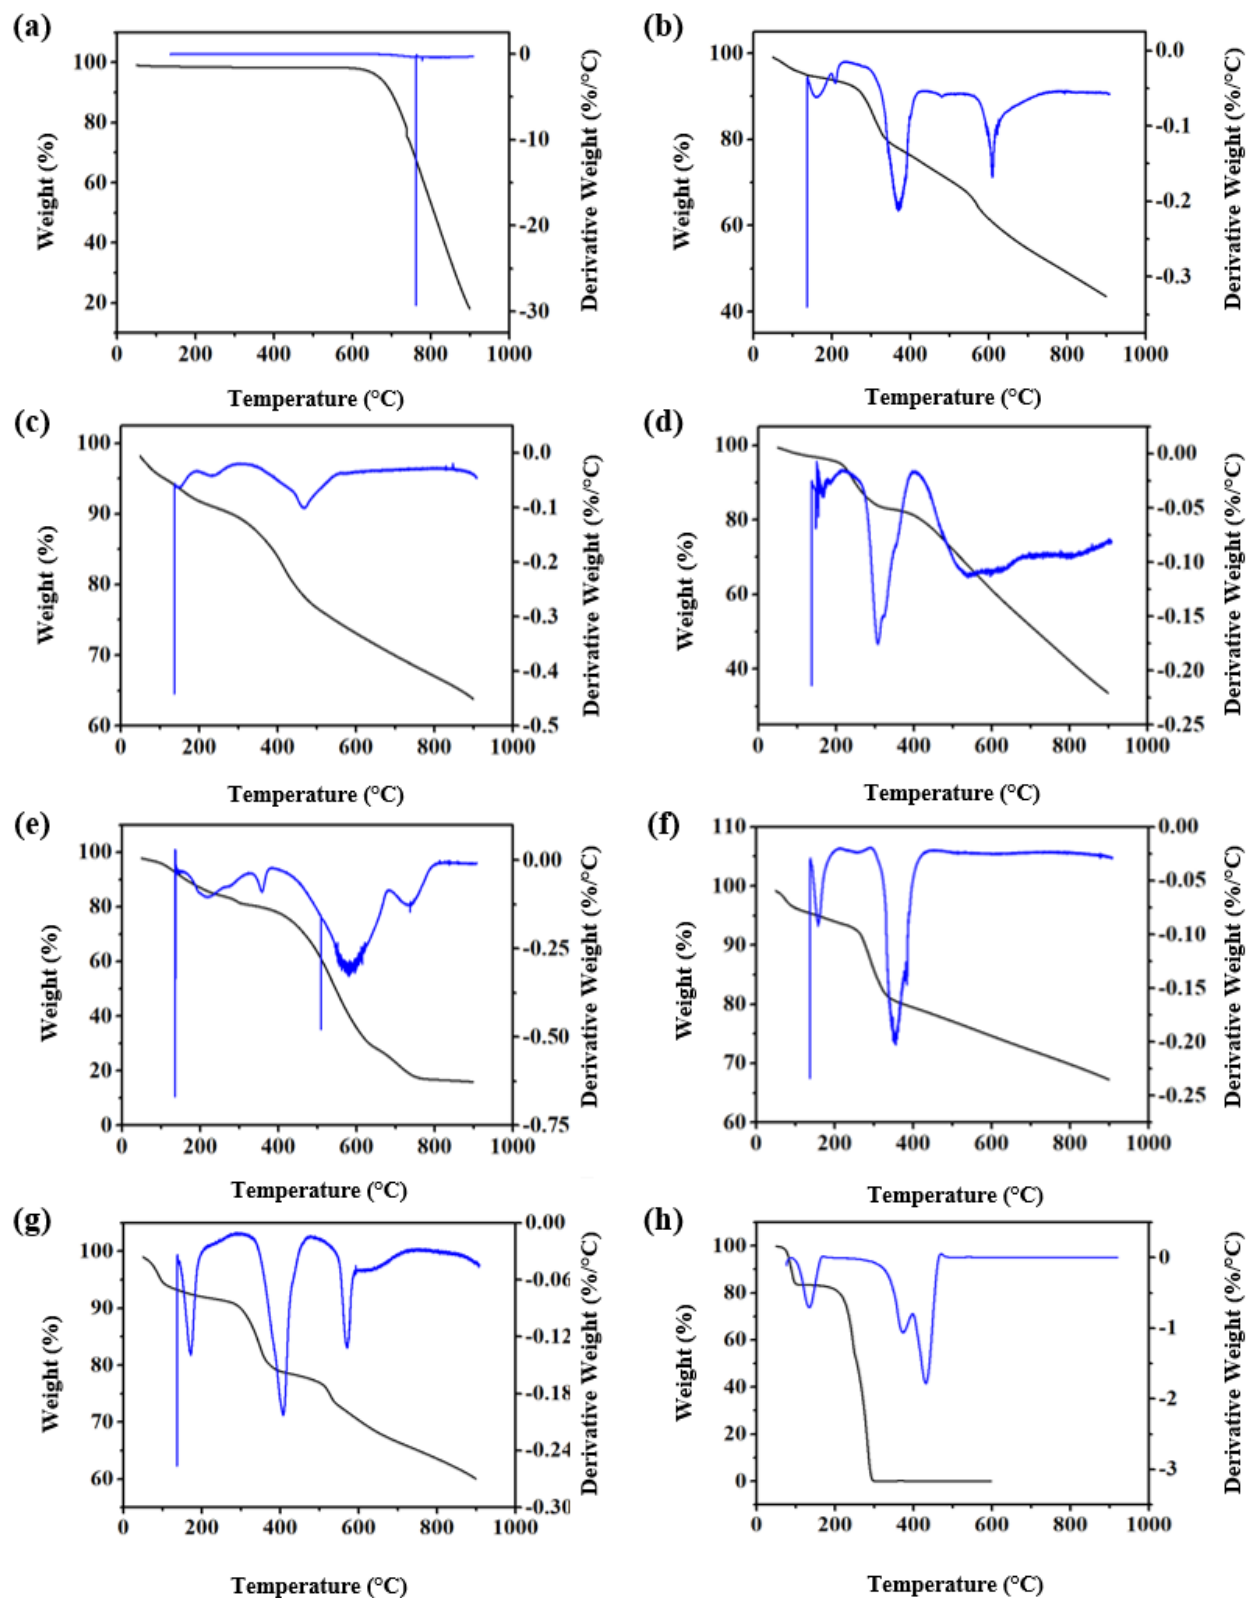 (a)
100
80
60
40
20
0
-10
-20
-30
0 200 400 600 800 1000
Weight (%)
Derivative Weight (%/°C)
Temperature (°C)
(b)
100
80
60
40
0.0
-0.1
-0.2
-0.3
0 200 400 600 800 1000
Weight (%)
Derivative Weight (%/°C)
Temperature (°C)
(c)
100
90
80
70
60
0.0
-0.1
-0.2
-0.3
-0.4
-0.5
0 200 400 600 800 1000
Weight (%)
Derivative Weight (%/°C)
Temperature (°C)
(d)
100
80
60
40
0.00
-0.05
-0.10
-0.15
-0.20
-0.25
0 200 400 600 800 1000
Weight (%)
Derivative Weight (%/°C)
Temperature (°C)
(e)
100
80
60
40
20
0
0.00
-0.25
-0.50
-0.75
0 200 400 600 800 1000
Weight (%)
Derivative Weight (%/°C)
Temperature (°C)
(f)
110
100
90
80
70
60
0.00
-0.05
-0.10
-0.15
-0.20
-0.25
0 200 400 600 800 1000
Weight (%)
Derivative Weight (%/°C)
Temperature (°C)
(g)
100
90
80
70
60
0.00
-0.06
-0.12
-0.18
-0.24
-0.30
0 200 400 600 800 1000
Weight (%)
Derivative Weight (%/°C)
Temperature (°C)
(h)
100
80
60
40
20
0
0
-1
-2
-3
0 200 400 600 800 1000
Weight (%)
Derivative Weight (%/°C)
Temperature (°C)